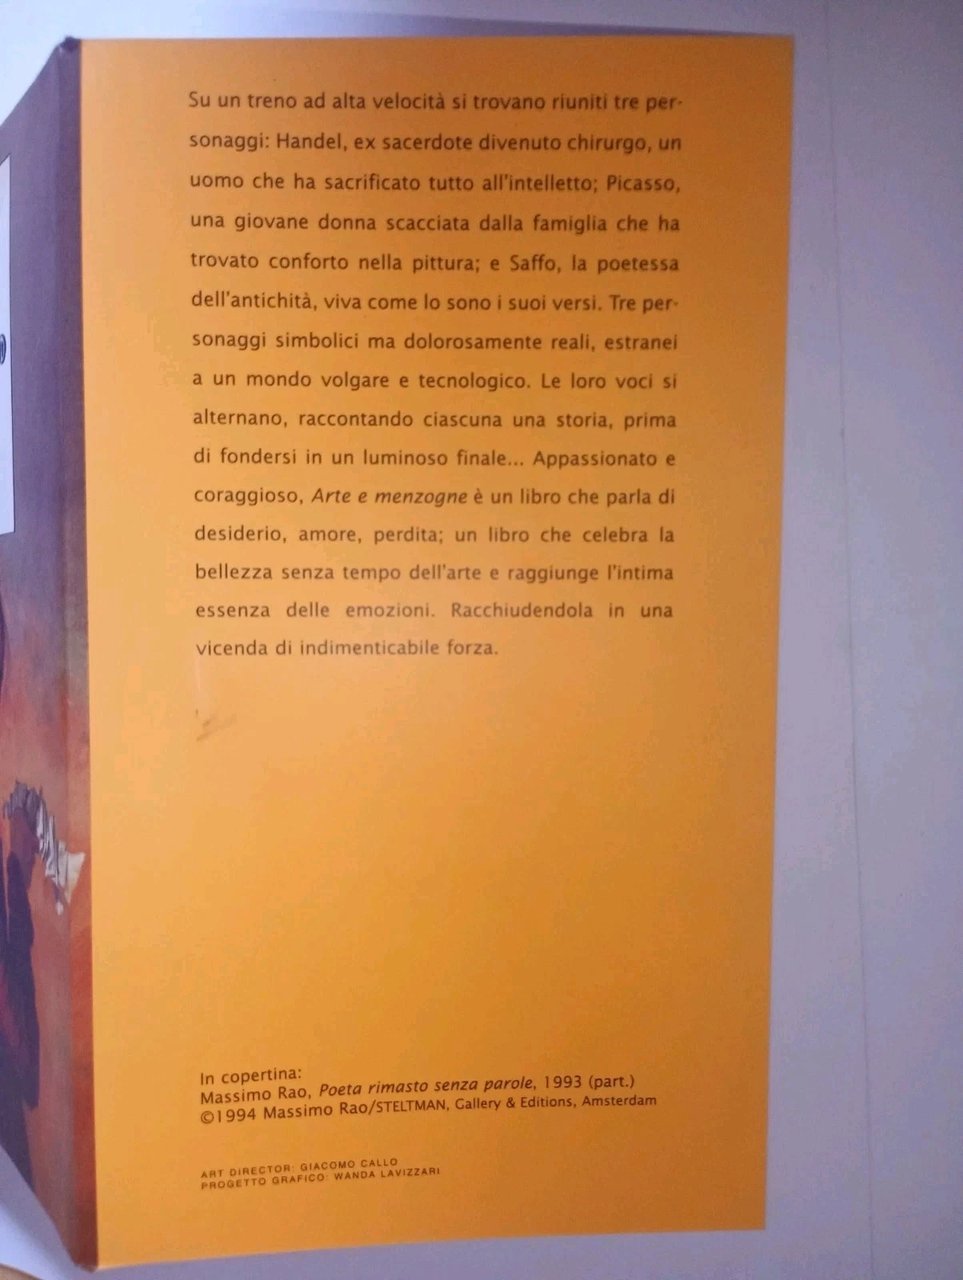 Su un treno ad alta velocità si trovano riuniti tre per-
sonaggi: Handel, ex sacerdote divenuto chirurgo, un
uomo che ha sacrificato tutto all'intelletto; Picasso,
una giovane donna scacciata dalla famiglia che ha
trovato conforto nella pittura; e Saffo, la poetessa
dell'antichità, viva come lo sono i suoi versi. Tre per-
sonaggi simbolici ma dolorosamente reali, estranei
a un mondo volgare e tecnologico. Le loro voci si
alternano, raccontando ciascuna una storia, prima
di fondersi in un luminoso finale... Appassionato e
coraggioso, Arte e menzogne è un libro che parla di
desiderio, amore, perdita; un libro che celebra la
bellezza senza tempo dell'arte e raggiunge l'intima
essenza delle emozioni. Racchiudendola in una
vicenda di indimenticabile forza.
In copertina:
Massimo Rao, Poeta rimasto senza parole, 1993 (part.)
©1994 Massimo Rao/STELTMAN, Gallery & Editions, Amsterdam
ART DIRECTOR: GIACOMO CALLO
PROGETTO GRAFICO: WANDA LAVIZZARI